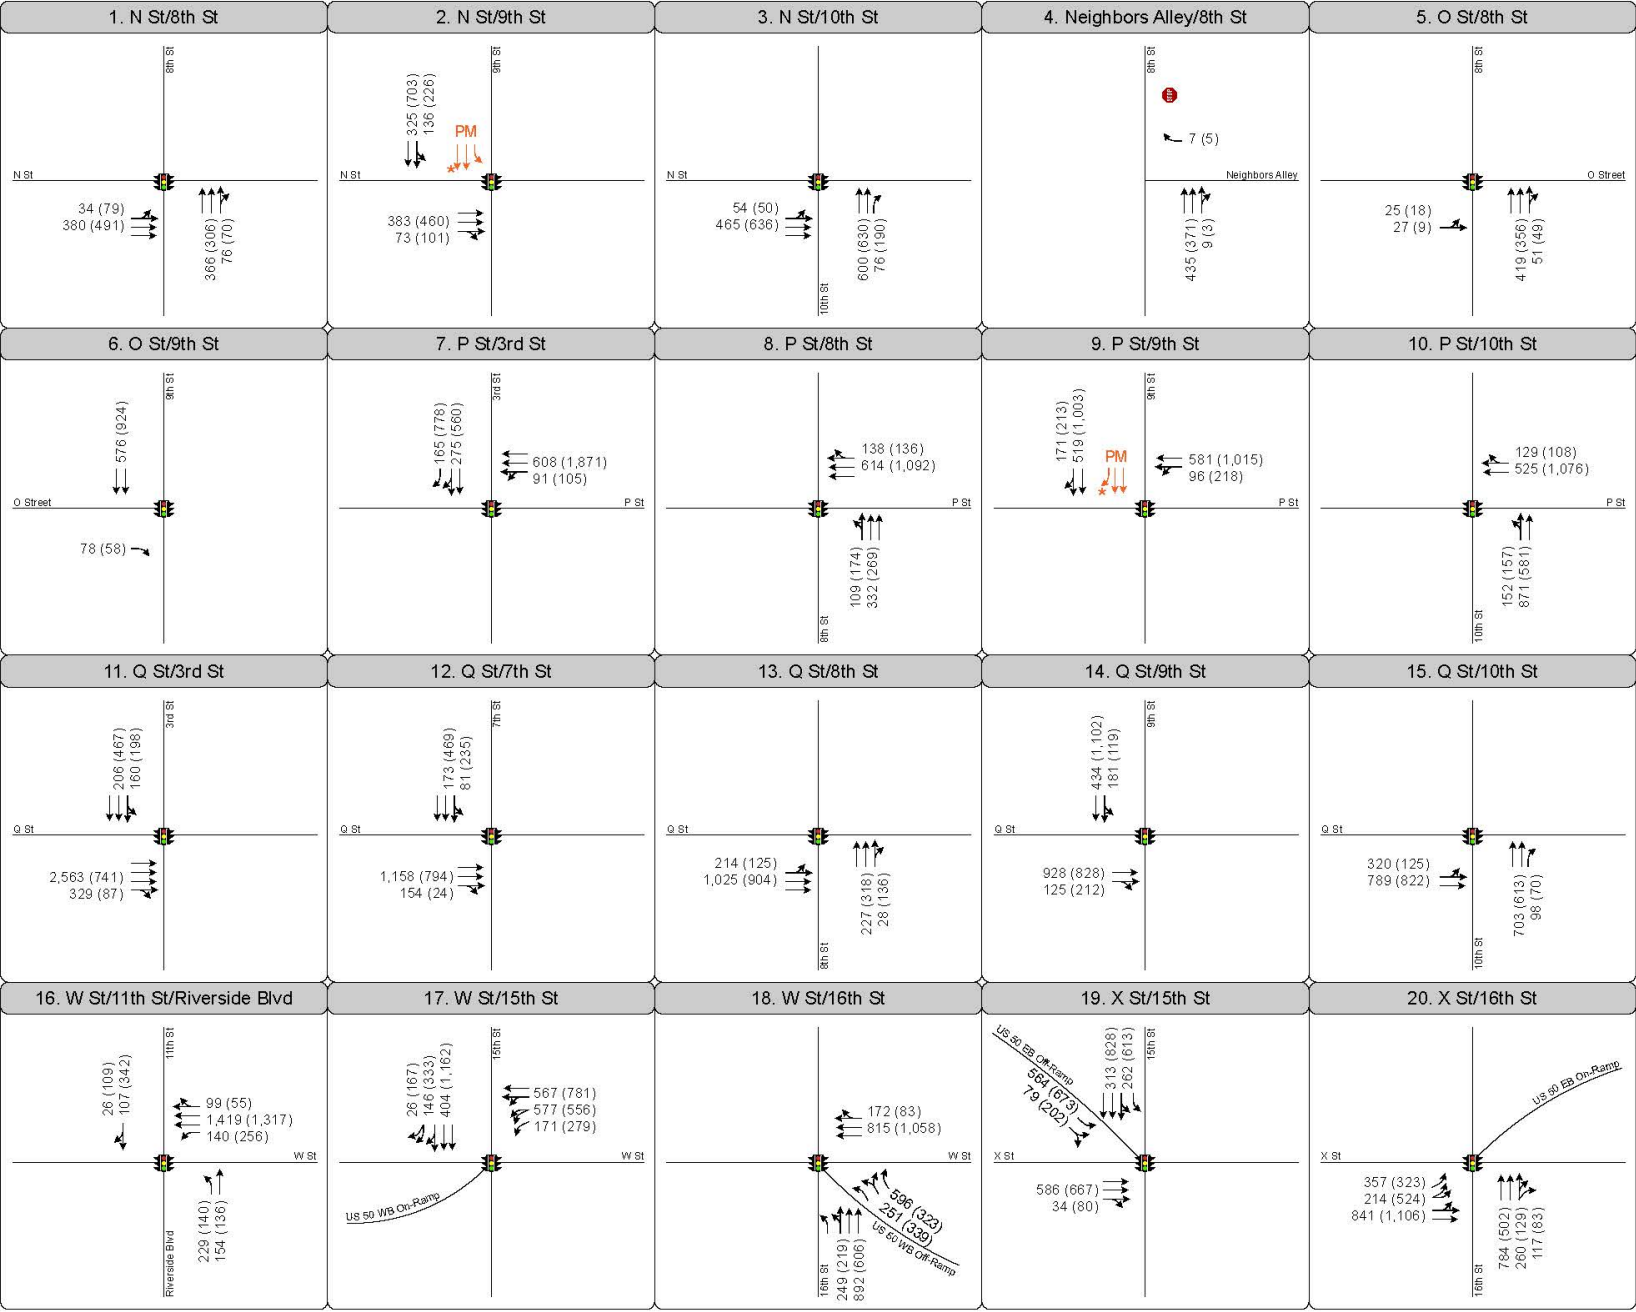 1. N St/8th St
8th St
N St
34 (79)
380 (491)
366 (306)
76 (70)
2. N St/9th St
9th St
325 (703)
136 (226)
PM
*
N St
383 (460)
73 (101)
3. N St/10th St
N St
54 (50)
465 (636)
600 (630)
76 (190)
10th St
4. Neighbors Alley/8th St
8th St
STOP
7 (5)
Neighbors Alley
435 (371)
9 (3)
5. O St/8th St
8th St
O Street
25 (18)
27 (9)
419 (356)
51 (49)
6. O St/9th St
9th St
576 (924)
O Street
78 (58)
7. P St/3rd St
3rd St
165 (778)
275 (560)
608 (1,871)
91 (105)
P St
8. P St/8th St
138 (136)
614 (1,092)
P St
109 (174)
332 (269)
8th St
9. P St/9th St
9th St
171 (213)
519 (1,003)
PM
*
581 (1,015)
96 (218)
P St
10. P St/10th St
129 (108)
525 (1,076)
P St
152 (157)
871 (581)
10th St
11. Q St/3rd St
3rd St
206 (467)
160 (198)
Q St
2,563 (741)
329 (87)
12. Q St/7th St
7th St
173 (469)
81 (235)
Q St
1,158 (794)
154 (24)
13. Q St/8th St
Q St
214 (125)
1,025 (904)
227 (318)
28 (136)
8th St
14. Q St/9th St
9th St
434 (1,102)
181 (119)
Q St
928 (828)
125 (212)
15. Q St/10th St
Q St
320 (125)
789 (822)
703 (613)
98 (70)
10th St
16. W St/11th St/Riverside Blvd
11th St
26 (109)
107 (342)
99 (55)
1,419 (1,317)
140 (256)
W St
229 (140)
154 (136)
Riverside Blvd
17. W St/15th St
15th St
26 (167)
146 (333)
404 (1,162)
567 (781)
577 (556)
171 (279)
W St
US 50 WB On-Ramp
18. W St/16th St
172 (83)
815 (1,058)
W St
596 (323)
251 (339)
US 50 WB Off-Ramp
249 (219)
892 (606)
16th St
19. X St/15th St
US 50 EB Off-Ramp
564 (673)
79 (202)
313 (828)
262 (613)
15th St
X St
586 (667)
34 (80)
20. X St/16th St
US 50 EB On-Ramp
X St
357 (323)
214 (524)
841 (1,106)
784 (502)
260 (129)
117 (83)
16th St